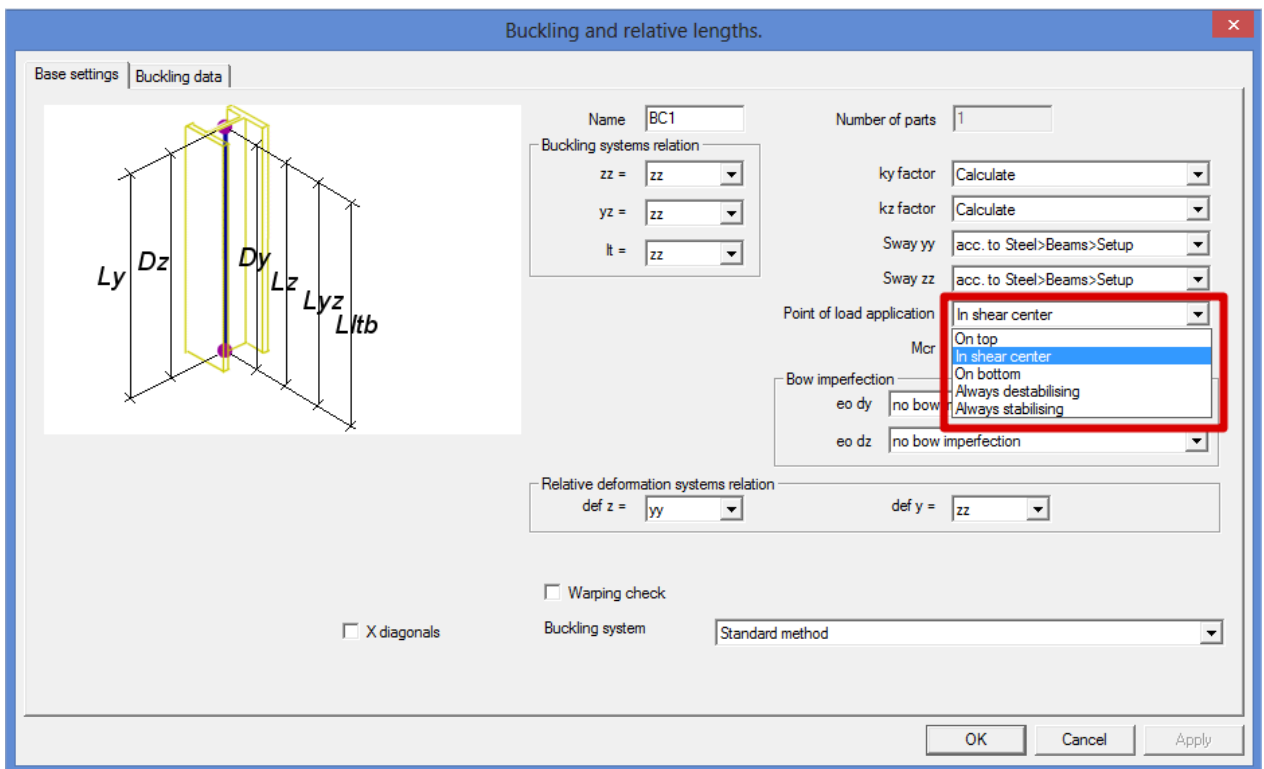 Buckling and relative lengths.
Base settings
Buckling data
Name BC1
Number of parts 1
Buckling systems relation
zz = zz
yz = zz
lt = zz
ky factor Calculate
kz factor Calculate
Sway yy acc. to Steel>Beams>Setup
Sway zz acc. to Steel>Beams>Setup
Point of load application In shear center
On top
In shear center
On bottom
Always destabilising
Always stabilising
Mcr
Bow imperfection
eo dy no bow
eo dz no bow imperfection
Ly
Dz
Dy
Lz
Lyz
Lltb
Relative deformation systems relation
def z = yy
def y = zz
Warping check
X diagonals
Buckling system Standard method
OK
Cancel
Apply